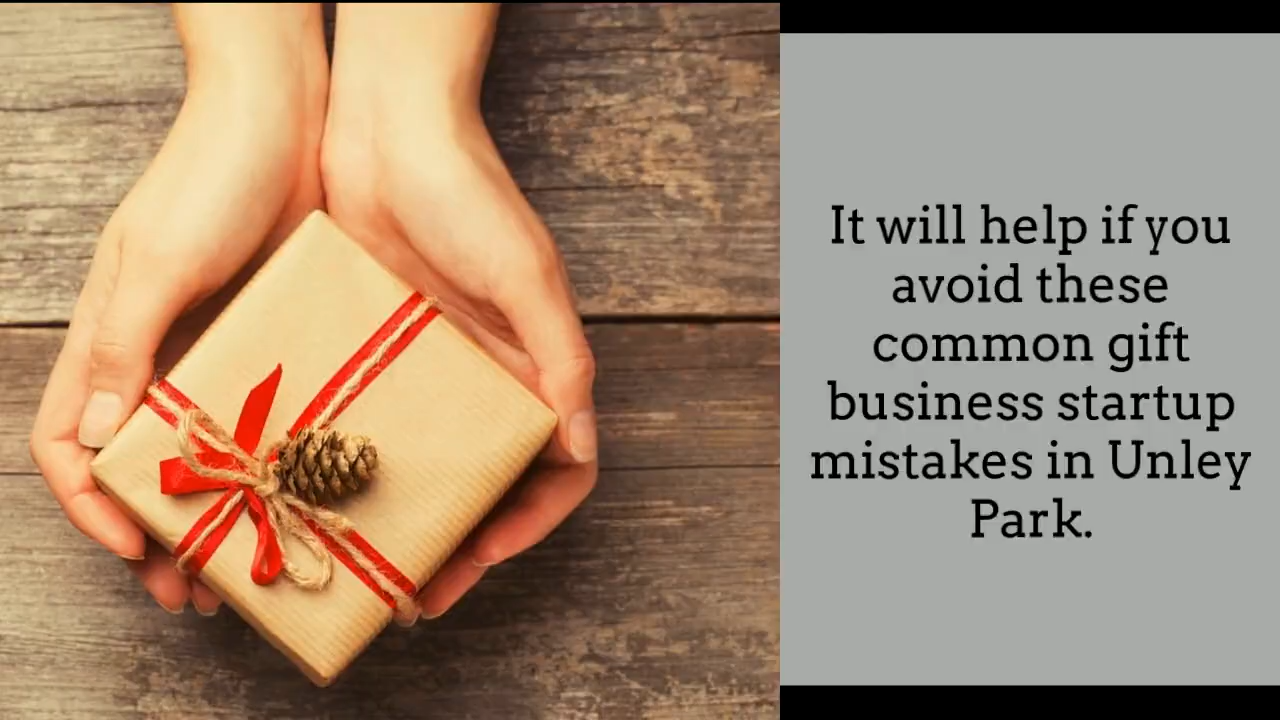 It will help if you
avoid these
common gift
business startup
mistakes in Unley
Park.